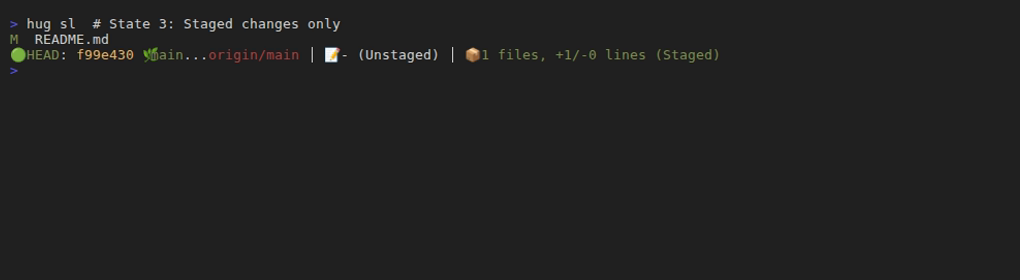 > hug sl  # State 3: Staged changes only
M  README.md
🟢HEAD: f99e430 🌿main...origin/main │ 📝- (Unstaged) │ 📦1 files, +1/-0 lines (Staged)
>